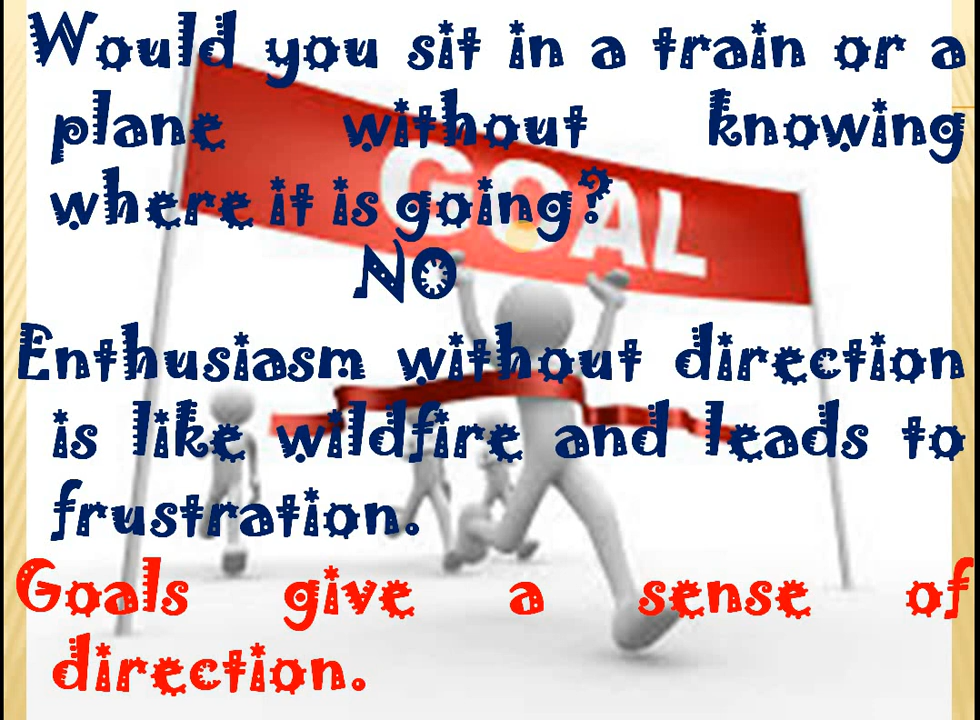 Would you sit in a train or a
plane without knowing
where it is going?
GOAL
NO
Enthusiasm without direction
is like wildfire and leads to
frustration.
Goals give a sense of
direction.